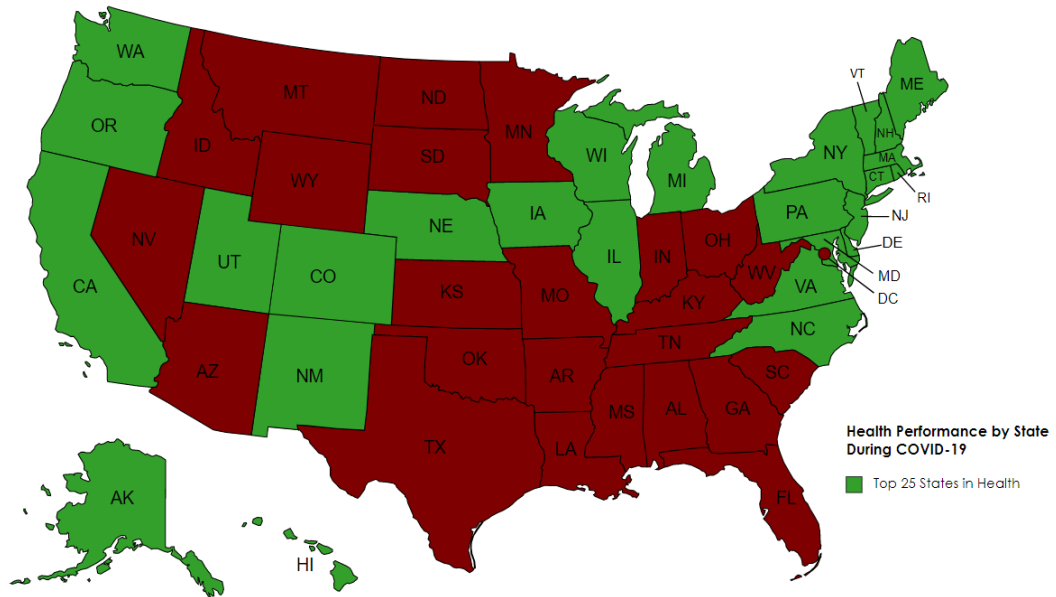 WA
OR
CA
NV
ID
MT
WY
UT
CO
AZ
NM
ND
SD
NE
KS
OK
TX
MN
IA
MO
AR
LA
WI
IL
MI
IN
OH
KY
TN
MS
AL
GA
FL
SC
NC
VA
WV
PA
NY
VT
NH
ME
MA
CT
RI
NJ
DE
MD
DC
AK
HI
Health Performance by State
During COVID-19
Top 25 States in Health